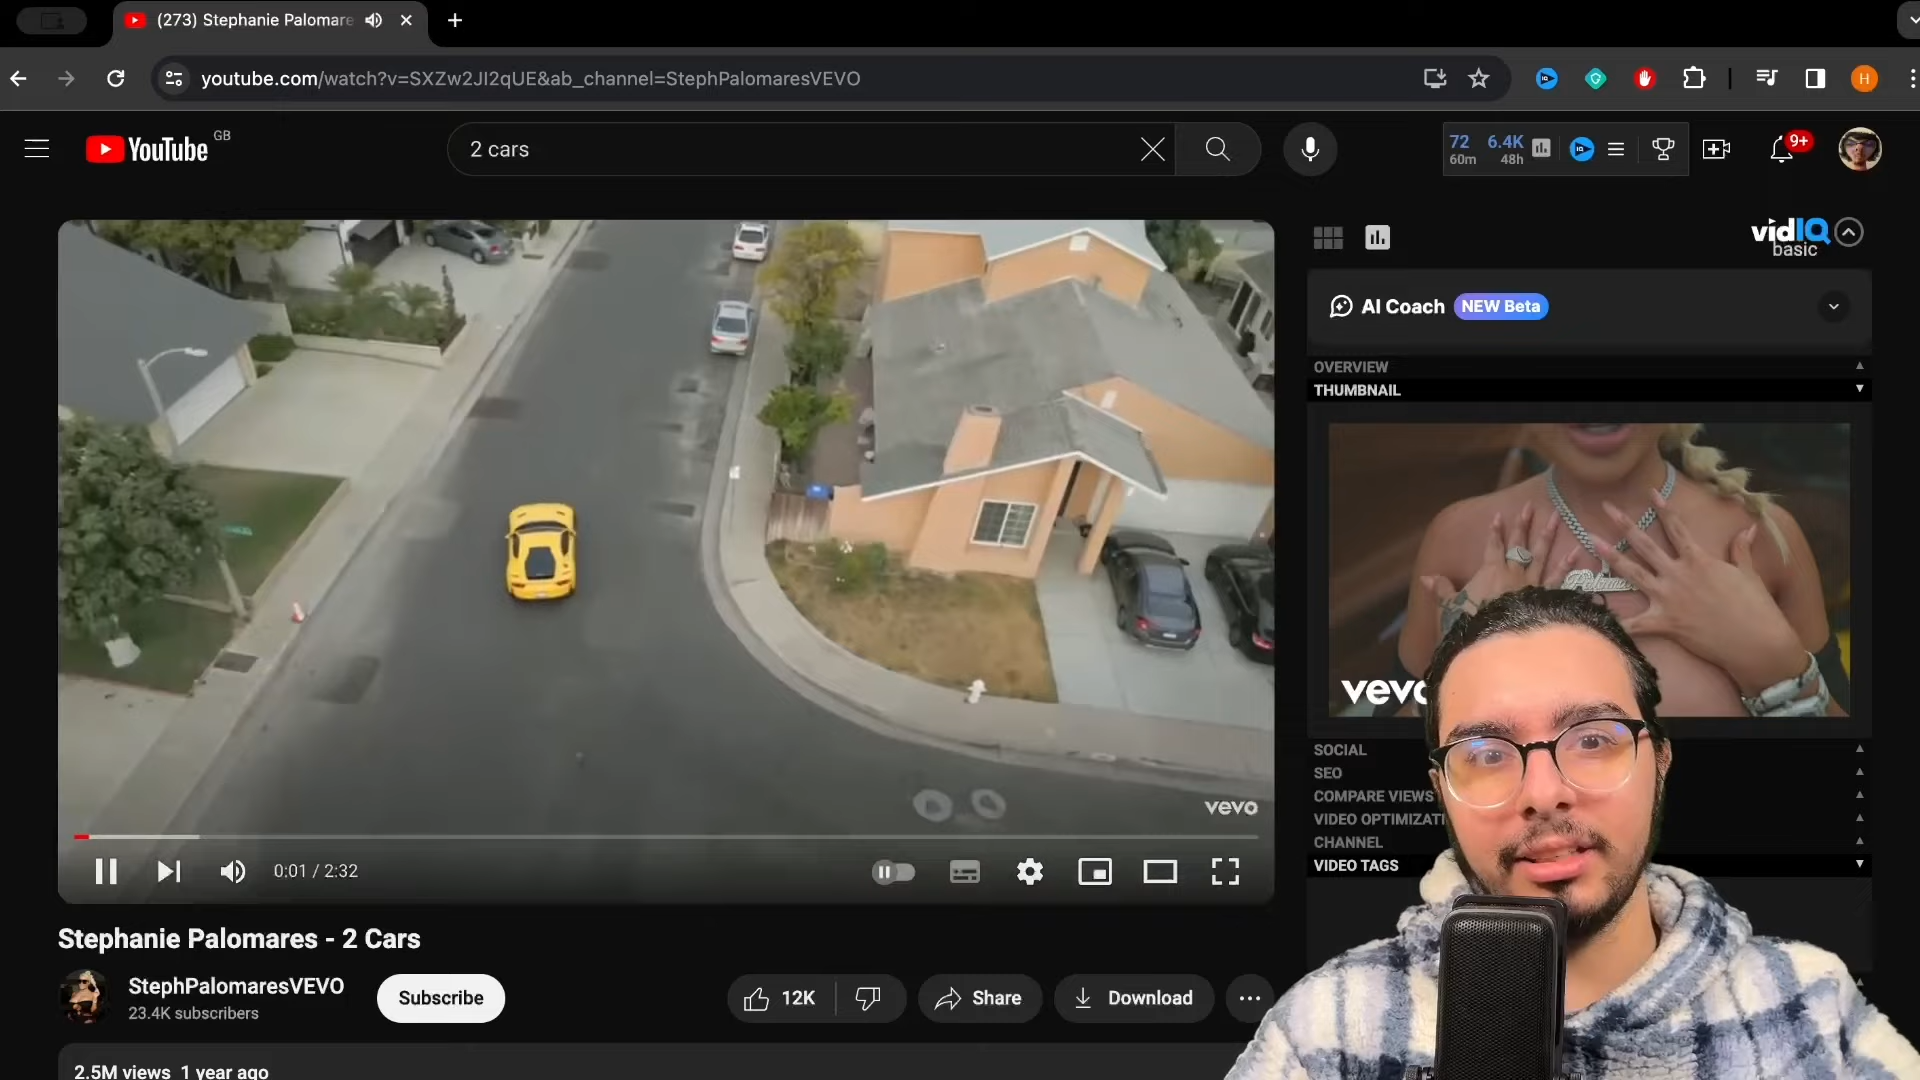 (273) Stephanie Palomare
youtube.com/watch?v=SXZw2JI2qUE&ab_channel=StephPalomaresVEVO
H
YouTube GB
2 cars
72 6.4K
60m 48h
9+
vidIQ
basic
AI Coach NEW Beta
OVERVIEW
THUMBNAIL
vevo
SOCIAL
SEO
COMPARE VIEWS
VIDEO OPTIMIZATI
CHANNEL
VIDEO TAGS
vevo
0:01 / 2:32
Stephanie Palomares - 2 Cars
StephPalomaresVEVO
23.4K subscribers
Subscribe
12K
Share
Download
2.5M views 1 year ago